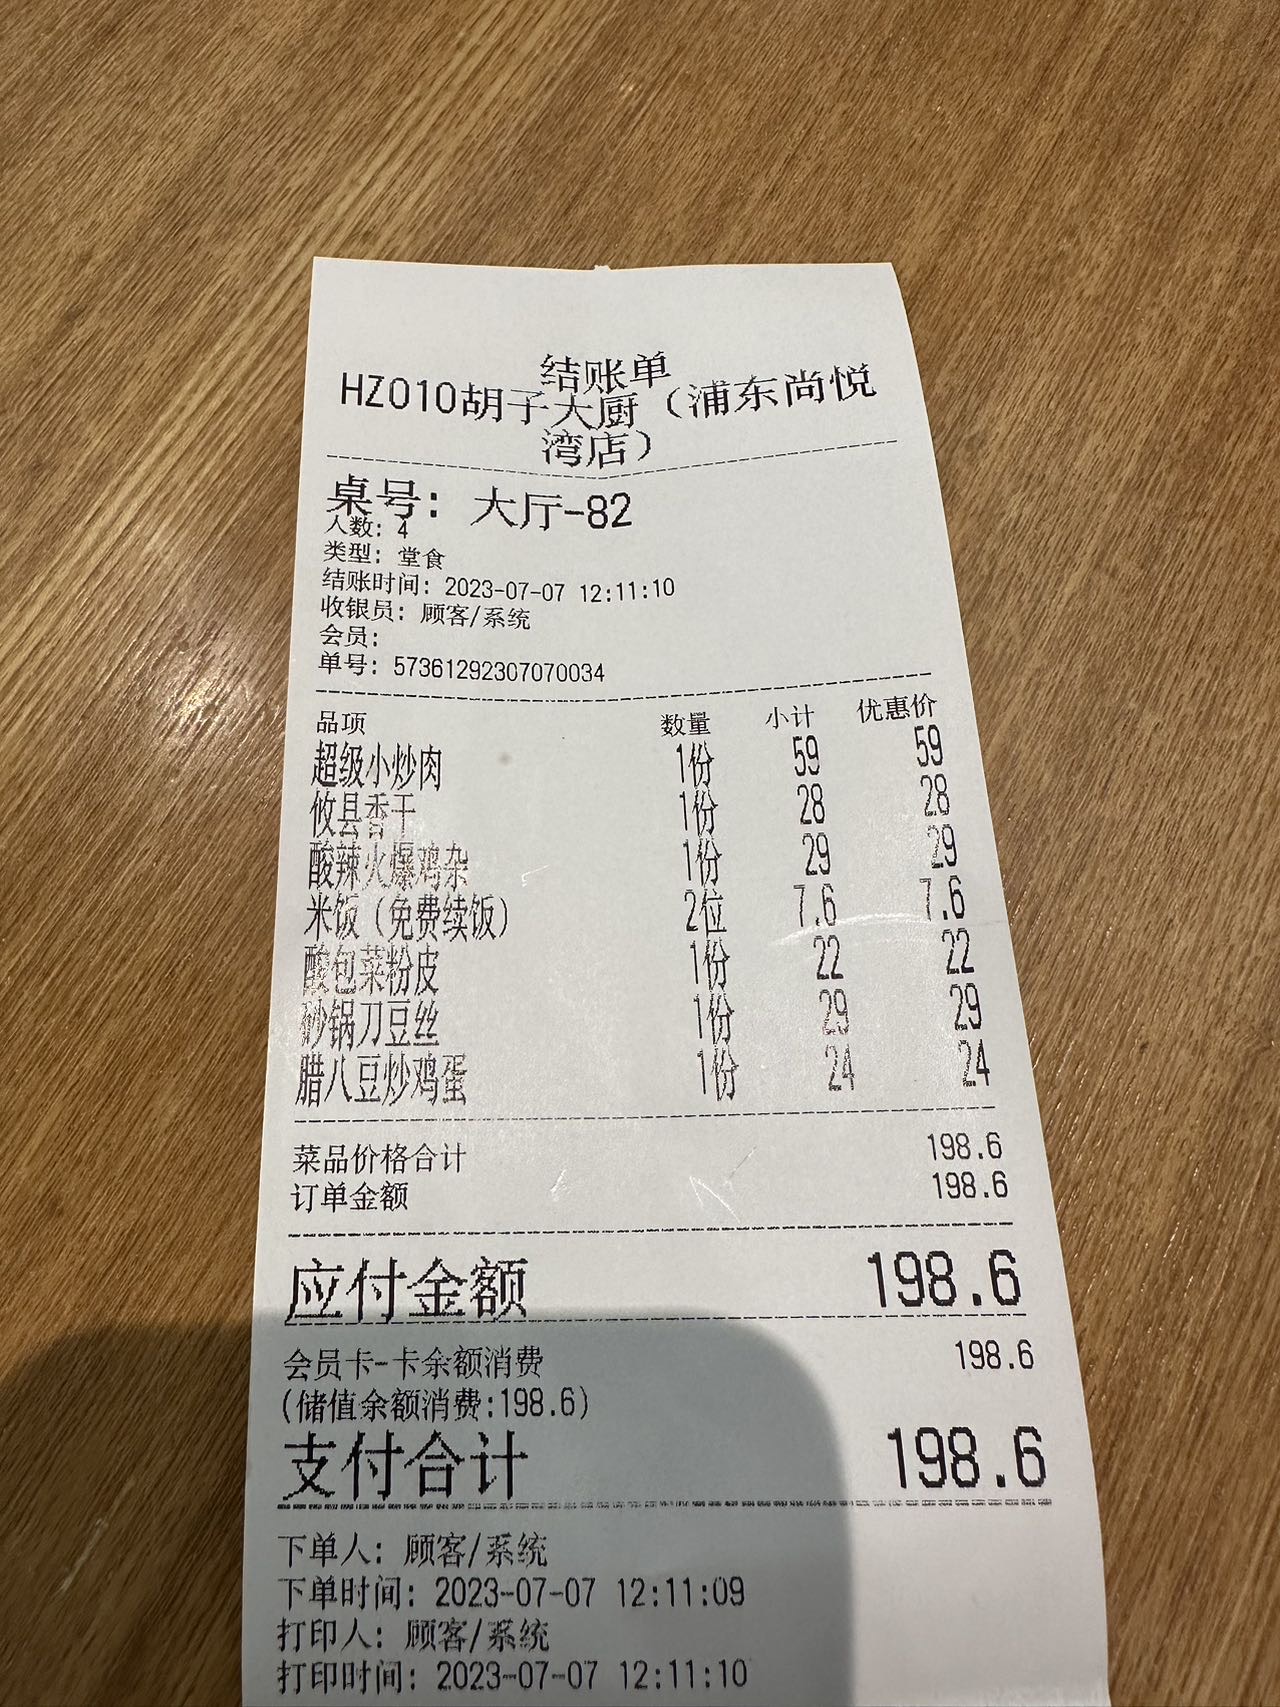 结账单
HZ010胡子大厨（浦东尚悦
湾店）
桌号: 大厅-82
人数: 4
类型: 堂食
结账时间: 2023-07-07 12:11:10
收银员: 顾客/系统
会员:
单号: 57361292307070034
品项 数量 小计 优惠价
超级小炒肉 1份 59 59
攸县香干 1份 28 28
酸辣火爆鸡杂 1份 29 29
米饭（免费续饭） 2位 7.6 7.6
酸包菜粉皮 1份 22 22
砂锅刀豆丝 1份 29 29
腊八豆炒鸡蛋 1份 24 24
菜品价格合计 198.6
订单金额 198.6
应付金额 198.6
会员卡-卡余额消费 198.6
(储值余额消费:198.6)
支付合计 198.6
下单人: 顾客/系统
下单时间: 2023-07-07 12:11:09
打印人: 顾客/系统
打印时间: 2023-07-07 12:11:10